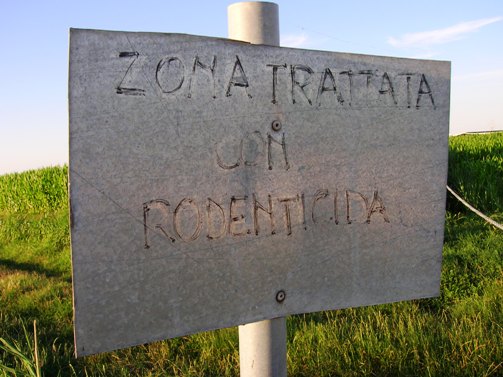 ZONA TRATTATA
CON
RODENTICIDA